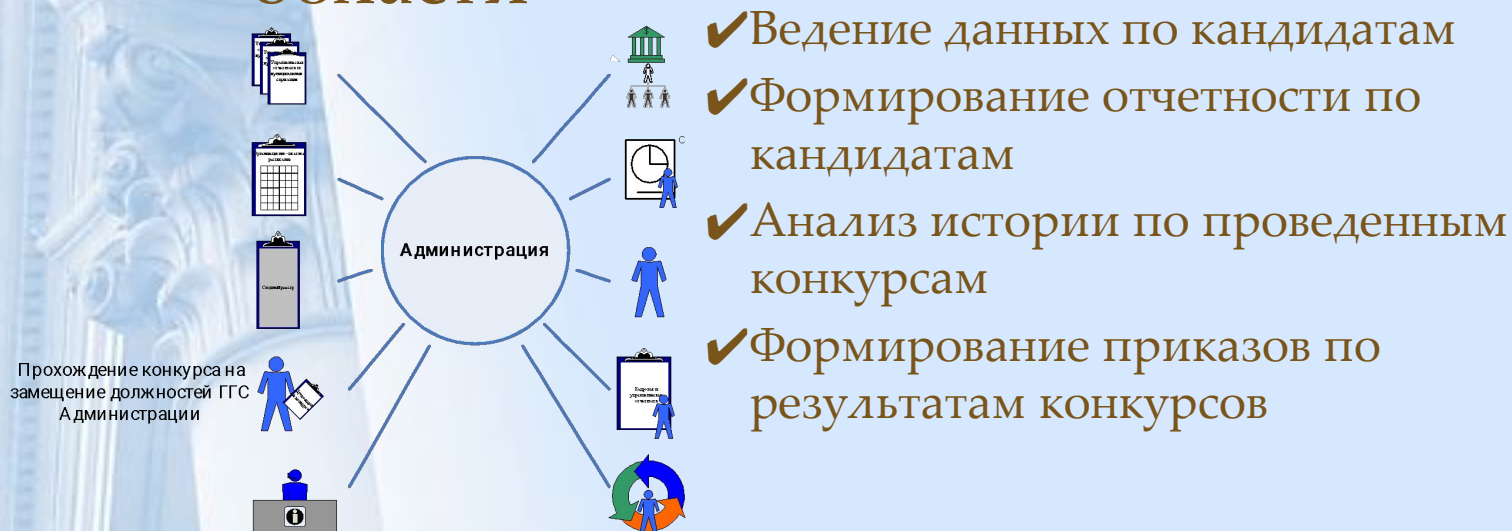 ✔Ведение данных по кандидатам
✔Формирование отчетности по
кандидатам
✔Анализ истории по проведенным
конкурсам
✔Формирование приказов по
результатам конкурсов
Администрация
Прохождение конкурса на
замещение должностей ГГС
Администрации